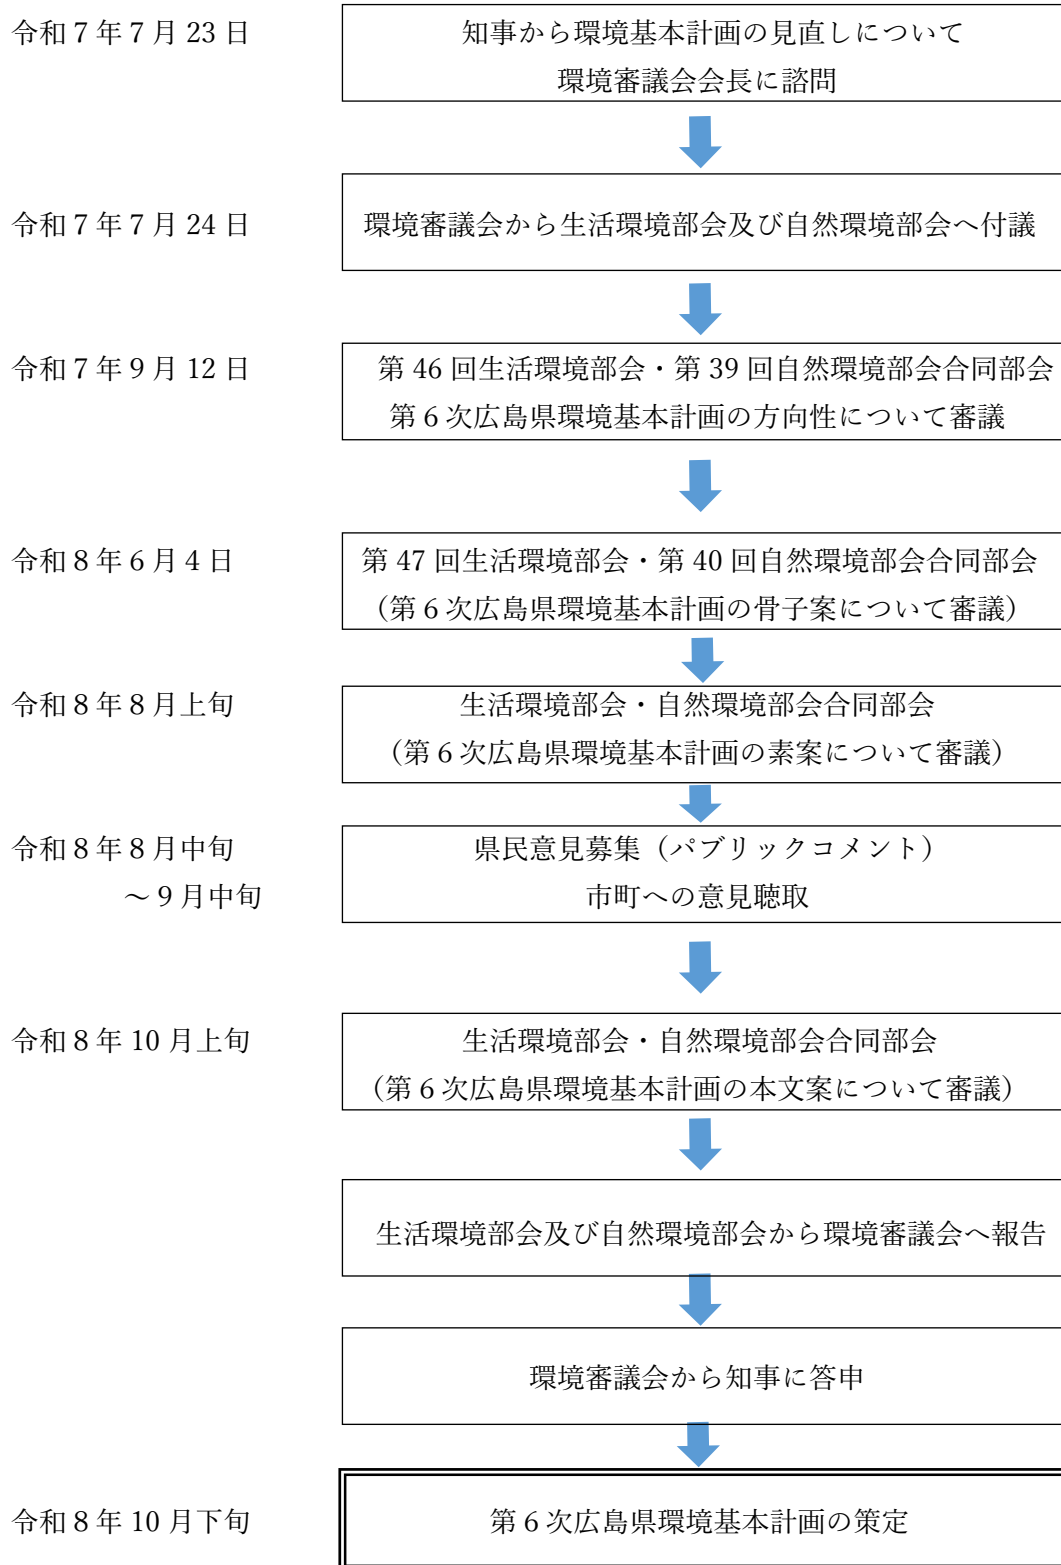 令和７年７月 23 日
知事から環境基本計画の見直しについて
環境審議会会長に諮問
令和７年７月 24 日
環境審議会から生活環境部会及び自然環境部会へ付議
令和７年９月 12 日
第 46 回生活環境部会・第 39 回自然環境部会合同部会
第６次広島県環境基本計画の方向性について審議
令和８年６月４日
第 47 回生活環境部会・第 40 回自然環境部会合同部会
（第６次広島県環境基本計画の骨子案について審議）
令和８年８月上旬
生活環境部会・自然環境部会合同部会
（第６次広島県環境基本計画の素案について審議）
令和８年８月中旬
～９月中旬
県民意見募集（パブリックコメント）
市町への意見聴取
令和８年 10 月上旬
生活環境部会・自然環境部会合同部会
（第６次広島県環境基本計画の本文案について審議）
生活環境部会及び自然環境部会から環境審議会へ報告
環境審議会から知事に答申
令和８年 10 月下旬
第６次広島県環境基本計画の策定